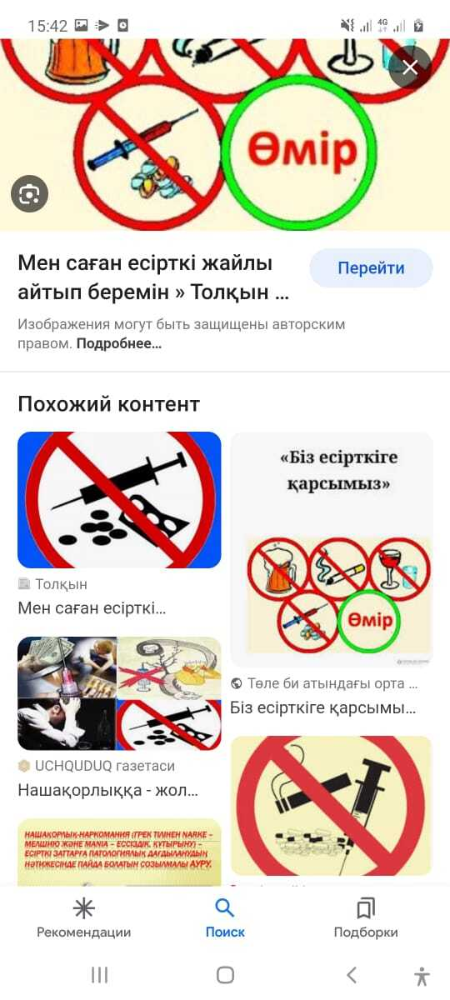 15:42
4G
Өмір
Мен саған есірткі жайлы
айтып беремін » Толқын ...
Перейти
Изображения могут быть защищены авторским
правом. Подробнее...
Похожий контент
«Біз есірткіге
қарсымыз»
Өмір
Толқын
Мен саған есірткі...
Төле би атындағы орта ...
Біз есірткіге қарсымы...
UCHQUDUQ газетаси
Нашақорлыққа - жол...
НАШАҚОРЛЫҚ-НАРКОМАНИЯ (ГРЕК ТІЛІНЕН NARKE –
МЕЛШИЮ ЖӘНЕ MANIA – ЕССІЗДІК, ҚҰТЫРЫНУ) –
ЕСІРТКІ ЗАТТАРҒА ПАТОЛОГИЯЛЫҚ ДАҒДЫЛАНУДЫҢ
НӘТИЖЕСІНДЕ ПАЙДА БОЛАТЫН СОЗЫЛМАЛЫ АУРУ.
Рекомендации
Поиск
Подборки